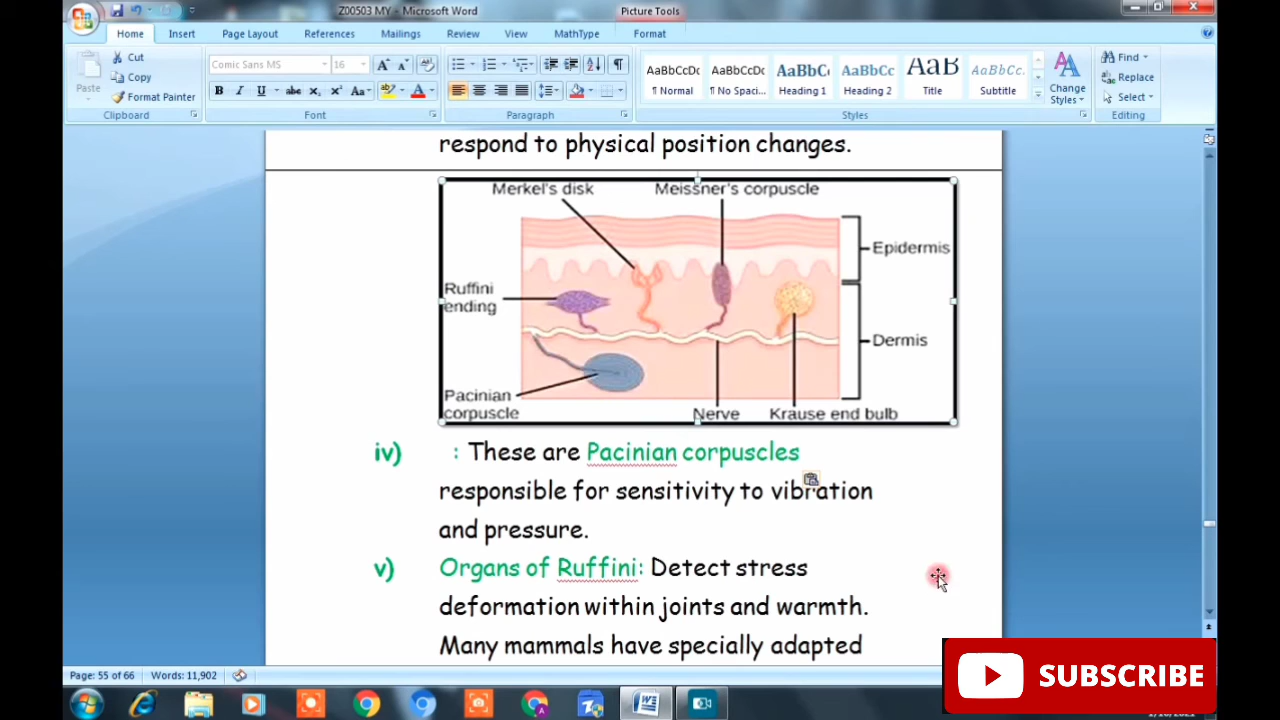 Z00503 MY - Microsoft Word
Picture Tools
Home Insert Page Layout References Mailings Review View MathType Format
Paste
Cut
Copy
Format Painter
Clipboard
Comic Sans MS 16
Font
Paragraph
AaBbCcDc AaBbCcDc AaBbC AaBbCc AaB AaBbCc.
¶ Normal ¶ No Spaci... Heading 1 Heading 2 Title Subtitle
Change
Styles
Styles
Find
Replace
Select
Editing
respond to physical position changes.
Merkel's disk Meissner's corpuscle
Epidermis
Ruffini
ending
Dermis
Pacinian
corpuscle
Nerve Krause end bulb
iv) : These are Pacinian corpuscles
responsible for sensitivity to vibration
and pressure.
v) Organs of Ruffini: Detect stress
deformation within joints and warmth.
Many mammals have specially adapted
SUBSCRIBE
Page: 55 of 66 Words: 11,902